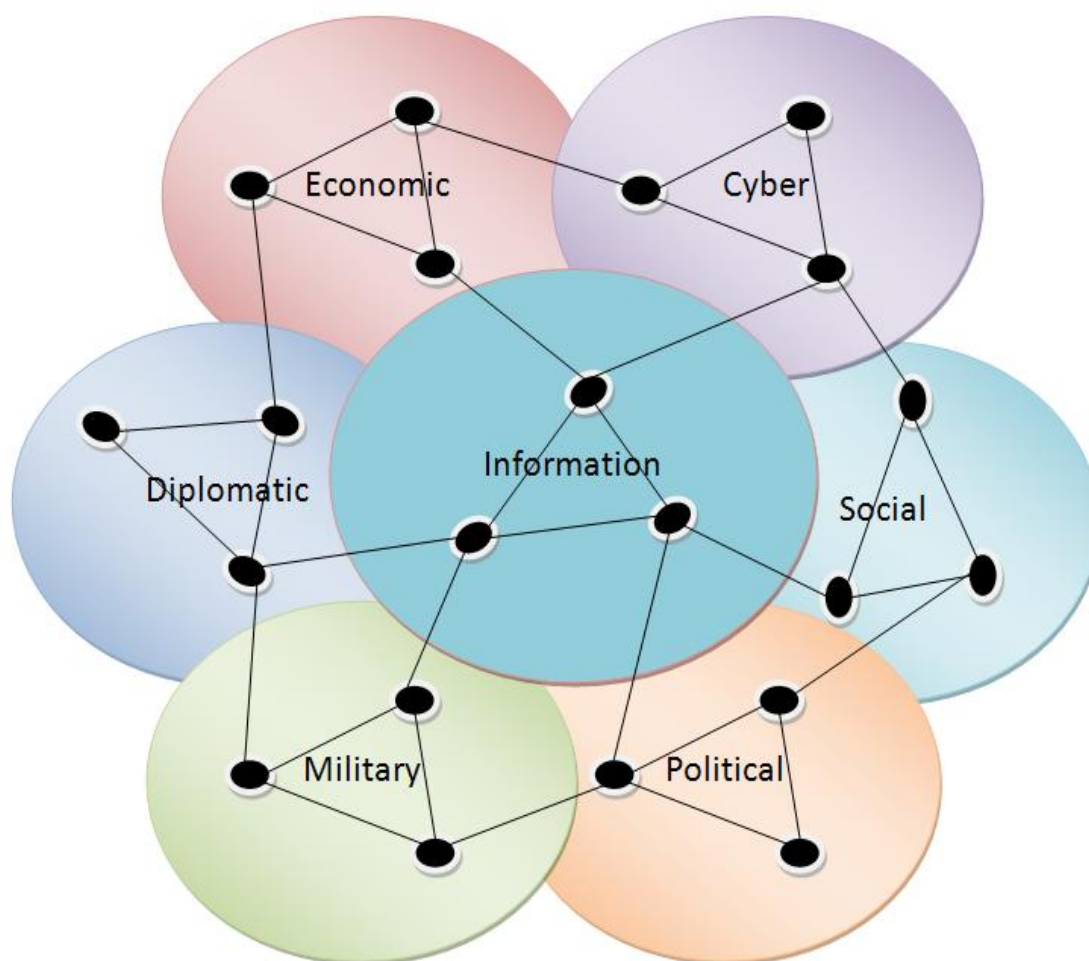 Economic
Cyber
Information
Diplomatic
Social
Military
Political